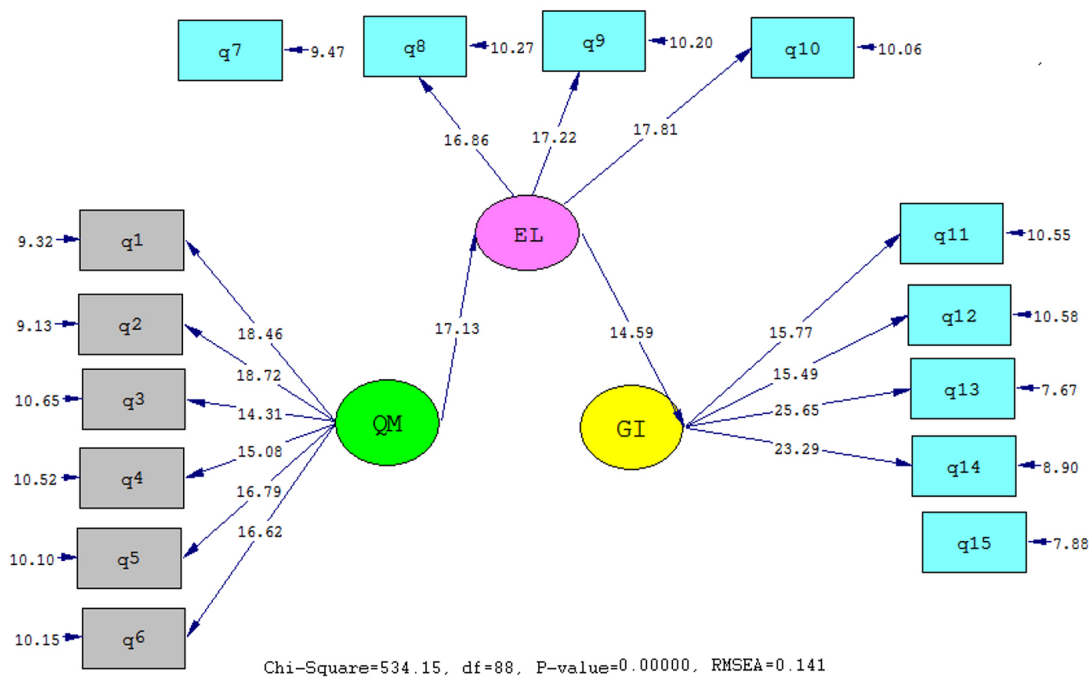 q7
9.47
q8
10.27
q9
10.20
q10
10.06
16.86
17.22
17.81
EL
9.32
q1
q11
10.55
9.13
q2
18.46
17.13
14.59
15.77
q12
10.58
10.65
q3
18.72
14.31
QM
GI
15.49
25.65
q13
7.67
10.52
q4
15.08
16.79
23.29
q14
8.90
10.10
q5
16.62
q15
7.88
10.15
q6
Chi-Square=534.15, df=88, P-value=0.00000, RMSEA=0.141